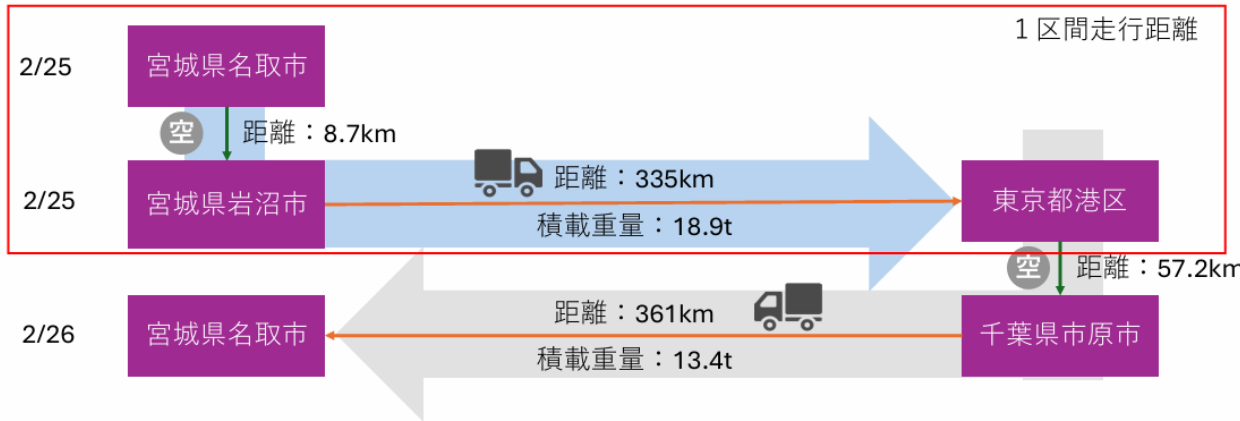 1区間走行距離
2/25
宮城県名取市
空
距離：8.7km
2/25
宮城県岩沼市
距離：335km
積載重量：18.9t
東京都港区
空
距離：57.2km
2/26
宮城県名取市
距離：361km
積載重量：13.4t
千葉県市原市